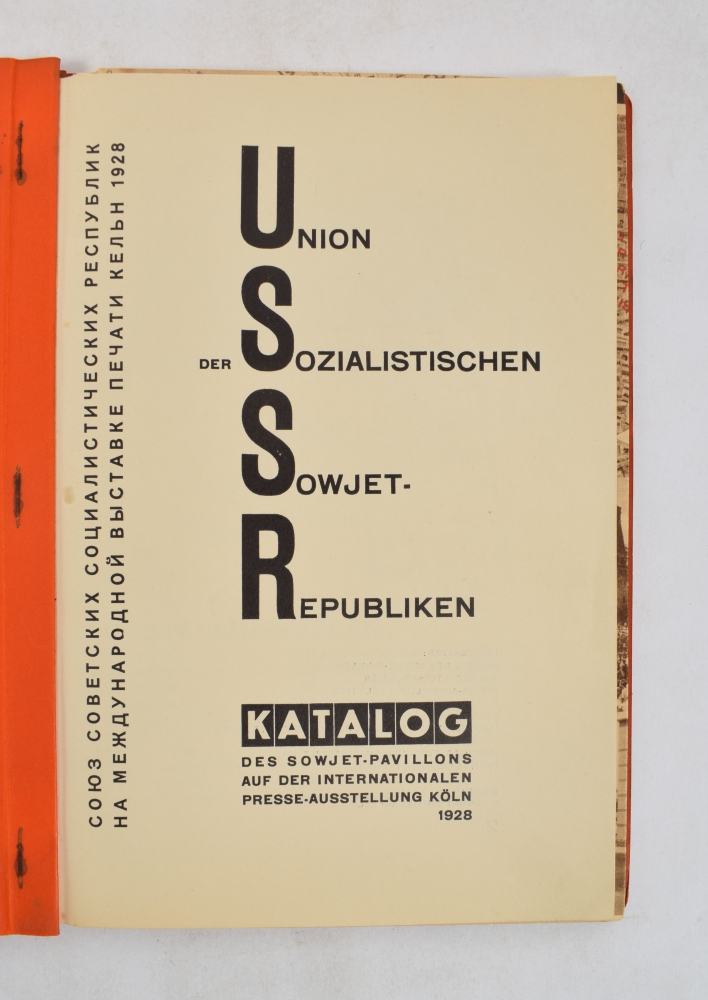 СОЮЗ СОВЕТСКИХ СОЦИАЛИСТИЧЕСКИХ РЕСПУБЛИК
НА МЕЖДУНАРОДНОЙ ВЫСТАВКЕ ПЕЧАТИ КЕЛЬН 1928
UNION
DER SOZIALISTISCHEN
SOWJET-
REPUBLIKEN
KATALOG
DES SOWJET-PAVILLONS
AUF DER INTERNATIONALEN
PRESSE-AUSSTELLUNG KÖLN
1928